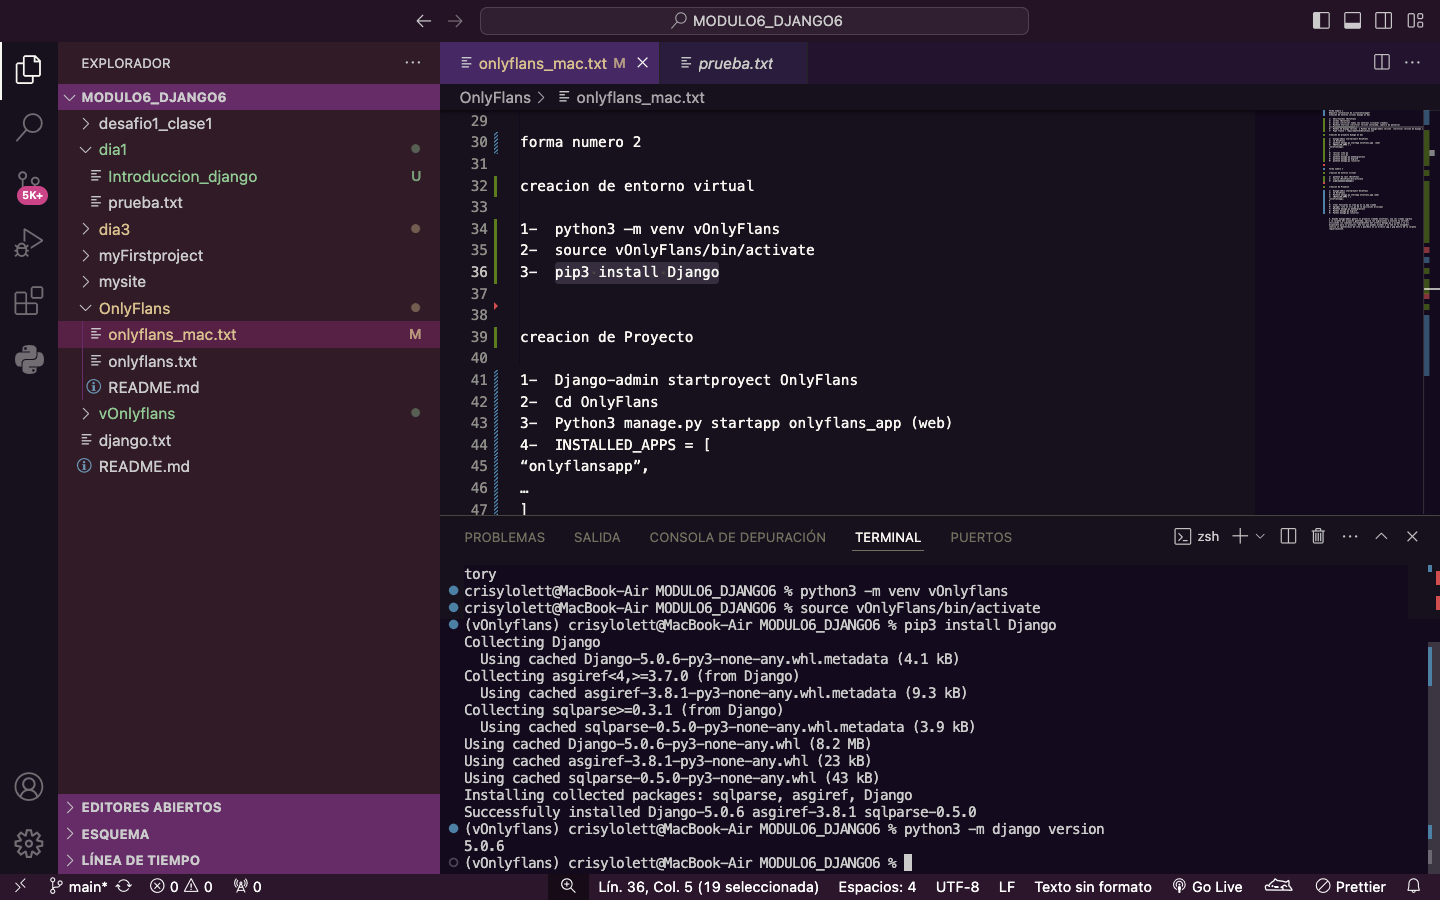 MODULO6_DJANGO6
EXPLORADOR
MODULO6_DJANGO6
desafio1_clase1
dia1
Introduccion_django U
prueba.txt
dia3
myFirstproject
mysite
OnlyFlans
onlyflans_mac.txt M
onlyflans.txt
README.md
vOnlyflans
django.txt
README.md
5K+
EDITORES ABIERTOS
ESQUEMA
LÍNEA DE TIEMPO
onlyflans_mac.txt M
prueba.txt
OnlyFlans > onlyflans_mac.txt
29
30 forma numero 2
31
32 creacion de entorno virtual
33
34 1- python3 –m venv vOnlyFlans
35 2- source vOnlyFlans/bin/activate
36 3- pip3 install Django
37
38
39 creacion de Proyecto
40
41 1- Django-admin startproyect OnlyFlans
42 2- Cd OnlyFlans
43 3- Python3 manage.py startapp onlyflans_app (web)
44 4- INSTALLED_APPS = [
45 “onlyflansapp”,
46 …
47 ]
PROBLEMAS SALIDA CONSOLA DE DEPURACIÓN TERMINAL PUERTOS
zsh
tory
crisylolett@MacBook-Air MODULO6_DJANGO6 % python3 -m venv vOnlyflans
crisylolett@MacBook-Air MODULO6_DJANGO6 % source vOnlyFlans/bin/activate
(vOnlyflans) crisylolett@MacBook-Air MODULO6_DJANGO6 % pip3 install Django
Collecting Django
Using cached Django-5.0.6-py3-none-any.whl.metadata (4.1 kB)
Collecting asgiref<4,>=3.7.0 (from Django)
Using cached asgiref-3.8.1-py3-none-any.whl.metadata (9.3 kB)
Collecting sqlparse>=0.3.1 (from Django)
Using cached sqlparse-0.5.0-py3-none-any.whl.metadata (3.9 kB)
Using cached Django-5.0.6-py3-none-any.whl (8.2 MB)
Using cached asgiref-3.8.1-py3-none-any.whl (23 kB)
Using cached sqlparse-0.5.0-py3-none-any.whl (43 kB)
Installing collected packages: sqlparse, asgiref, Django
Successfully installed Django-5.0.6 asgiref-3.8.1 sqlparse-0.5.0
(vOnlyflans) crisylolett@MacBook-Air MODULO6_DJANGO6 % python3 -m django version
5.0.6
(vOnlyflans) crisylolett@MacBook-Air MODULO6_DJANGO6 %
main* 0 0 0 Lín. 36, Col. 5 (19 seleccionada) Espacios: 4 UTF-8 LF Texto sin formato Go Live Prettier